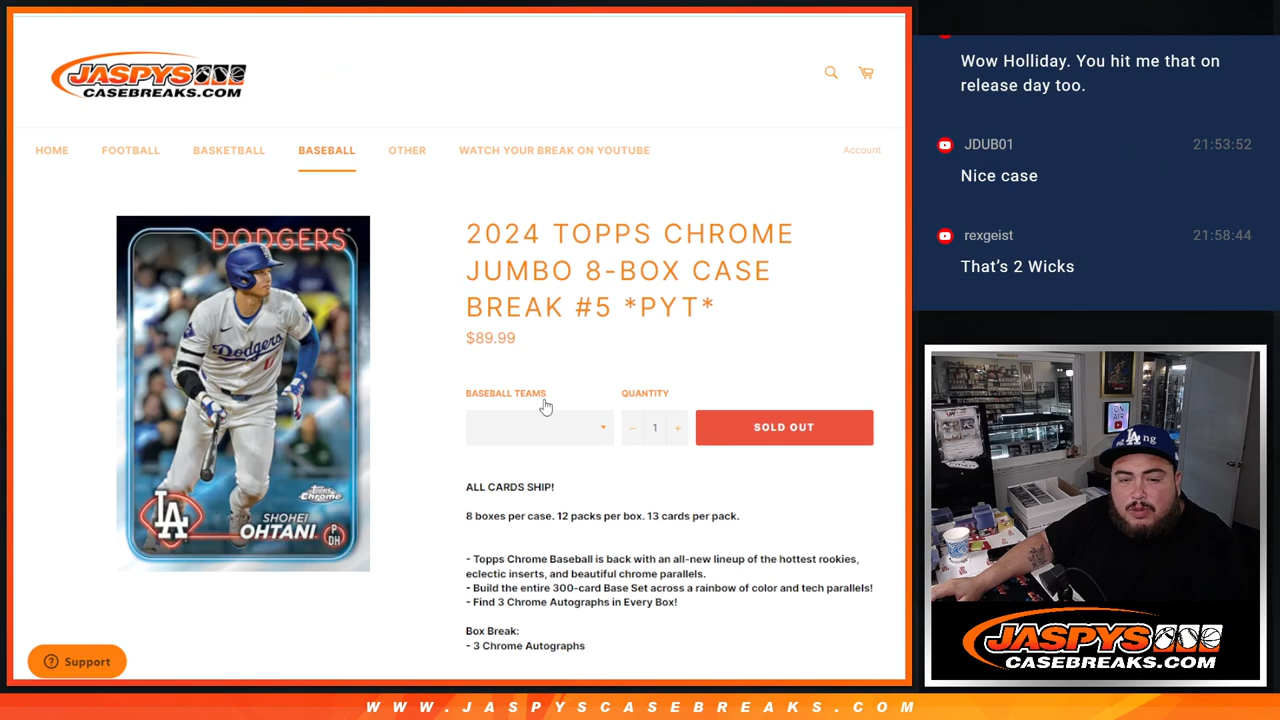 JASPYS
CASEBREAKS.COM
HOME FOOTBALL BASKETBALL BASEBALL OTHER WATCH YOUR BREAK ON YOUTUBE Account
DODGERS
Dodgers
Topps Chrome
LA
SHOHEI
OHTANI
P
DH
2024 TOPPS CHROME
JUMBO 8-BOX CASE
BREAK #5 *PYT*
$89.99
BASEBALL TEAMS QUANTITY
− 1 + SOLD OUT
ALL CARDS SHIP!
8 boxes per case. 12 packs per box. 13 cards per pack.
- Topps Chrome Baseball is back with an all-new lineup of the hottest rookies,
eclectic inserts, and beautiful chrome parallels.
- Build the entire 300-card Base Set across a rainbow of color and tech parallels!
- Find 3 Chrome Autographs in Every Box!
Box Break:
- 3 Chrome Autographs
Support
Wow Holliday. You hit me that on
release day too.
JDUB01 21:53:52
Nice case
rexgeist 21:58:44
That's 2 Wicks
ON
AIR
LA
JASPYS
CASEBREAKS.COM
WWW.JASPYSCASEBREAKS.COM